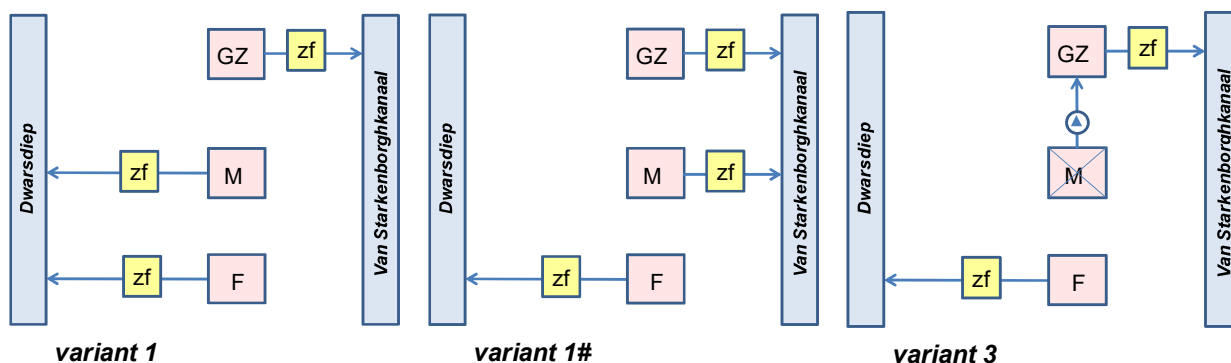 Dwarsdiep
GZ
zf
zf
M
zf
F
Van Starkenborghkanaal
variant 1
Dwarsdiep
GZ
zf
M
zf
zf
F
Van Starkenborghkanaal
variant 1#
Dwarsdiep
GZ
zf
M
zf
F
Van Starkenborghkanaal
variant 3